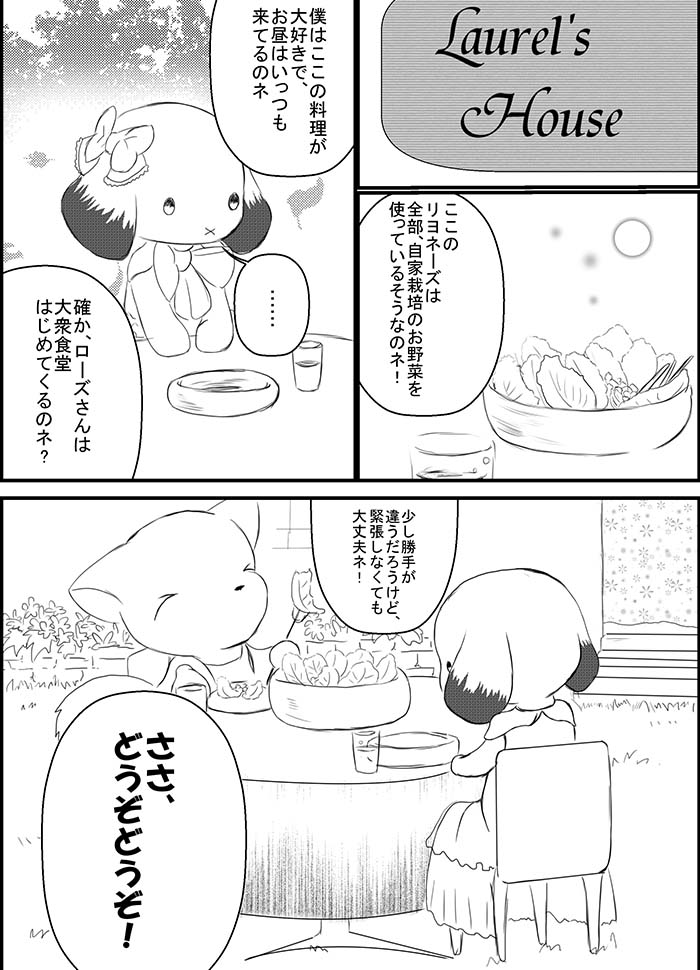 Laurel's
House
ここの
リヨネーズは
全部、自家栽培のお野菜を
使っているそうなのネ！
僕はここの料理が
大好きで、
お昼はいっつも
来てるのネ
……
確か、ローズさんは
大衆食堂
はじめてくるのネ？
少し勝手が
違うだろうけど、
緊張しなくても
大丈夫ネ！
ささ、
どうぞどうぞ！